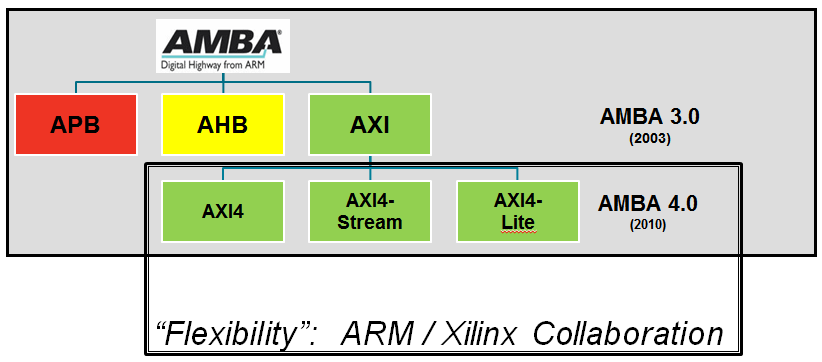 AMBA®
Digital Highway from ARM
APB
AHB
AXI
AMBA 3.0
(2003)
AXI4
AXI4-
Stream
AXI4-
Lite
AMBA 4.0
(2010)
“Flexibility”: ARM / Xilinx Collaboration